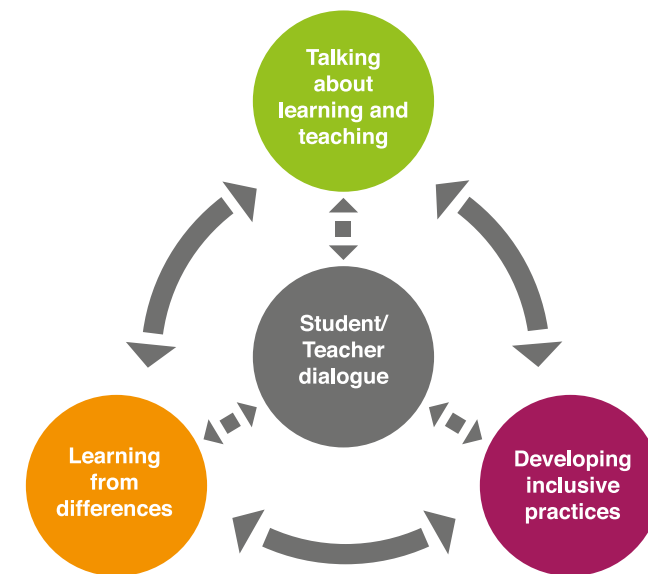 Talking
about
learning and
teaching
Student/
Teacher
dialogue
Learning
from
differences
Developing
inclusive
practices